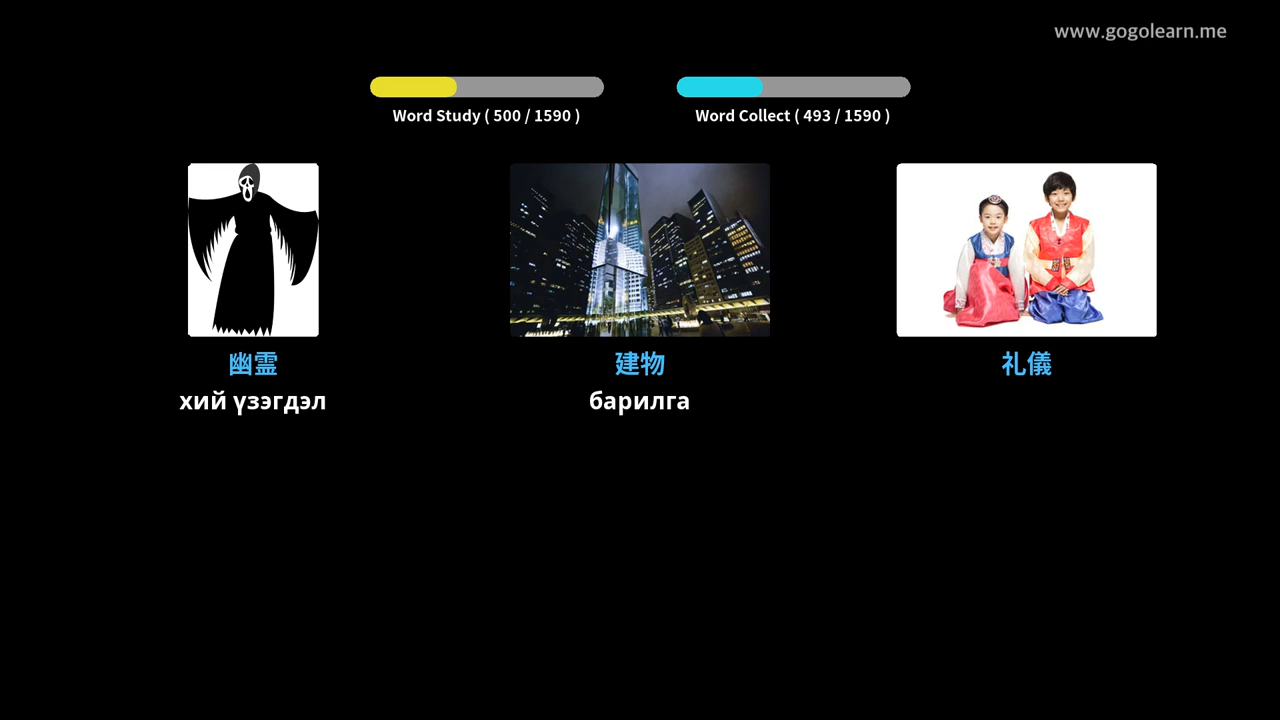 www.gogolearn.me
Word Study ( 500 / 1590 )
Word Collect ( 493 / 1590 )
幽霊
建物
礼儀
хий үзэгдэл
барилга